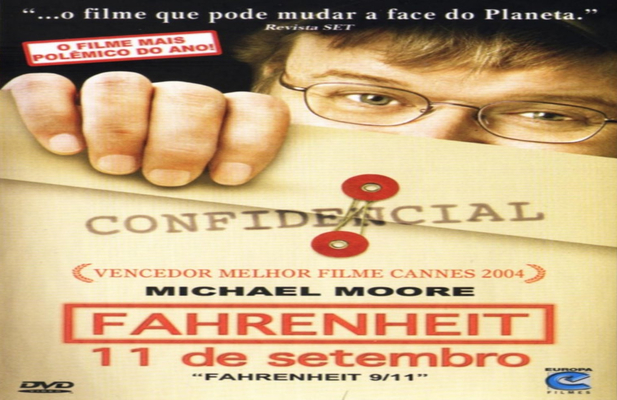 "...o filme que pode mudar a face do Planeta."
Revista SET
O FILME MAIS
POLÊMICO DO ANO!
CONFIDENCIAL
VENCEDOR MELHOR FILME CANNES 2004
MICHAEL MOORE
FAHRENHEIT
11 de setembro
"FAHRENHEIT 9/11"
DVD
VIDEO
EUROPA
FILMES